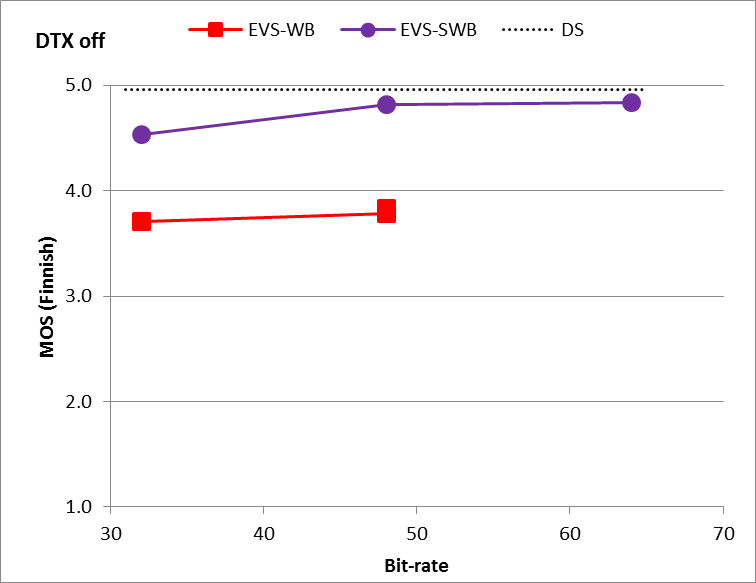 DTX off
EVS-WB EVS-SWB DS
5.0
4.0
3.0
2.0
1.0
MOS (Finnish)
30 40 50 60 70
Bit-rate